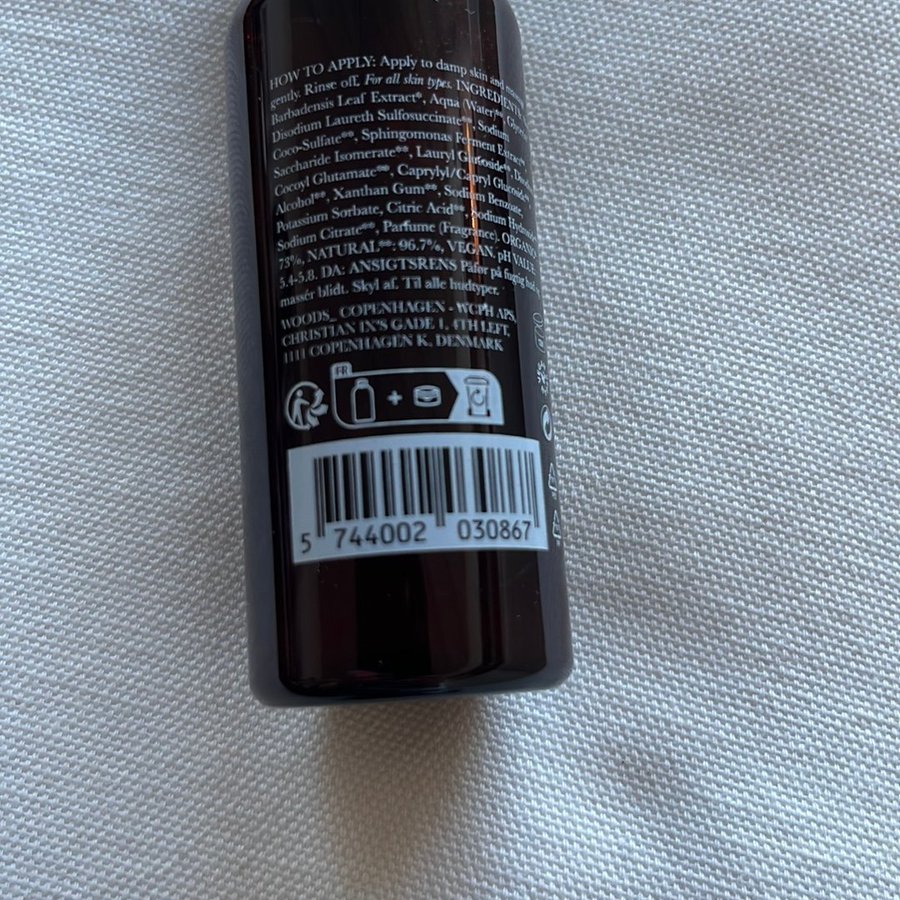 HOW TO APPLY: Apply to damp skin and
gently. Rinse off. For all skin types. INGREDIENTS:
Barbadensis Leaf Extract*, Aqua (Water)**,
Disodium Laureth Sulfosuccinate**, Sodium
Coco-Sulfate**, Sphingomonas Ferment Extract**,
Saccharide Isomerate**, Lauryl Glucoside**,
Cocoyl Glutamate**, Caprylyl/Capryl Glucoside**,
Alcohol**, Xanthan Gum**, Sodium Benzoate,
Potassium Sorbate, Citric Acid**, Sodium Hydroxide,
Sodium Citrate**, Parfume (Fragrance). ORGANIC*:
73%, NATURAL**: 96.7%, VEGAN. pH VALUE:
5.4-5.8. DA: ANSIGTSRENS Påfør på fugtig hud
massér blidt. Skyl af. Til alle hudtyper.
WOODS_ COPENHAGEN - WCPH APS,
CHRISTIAN IX'S GADE 1, 4TH LEFT,
1111 COPENHAGEN K, DENMARK
FR
5 744002 030867